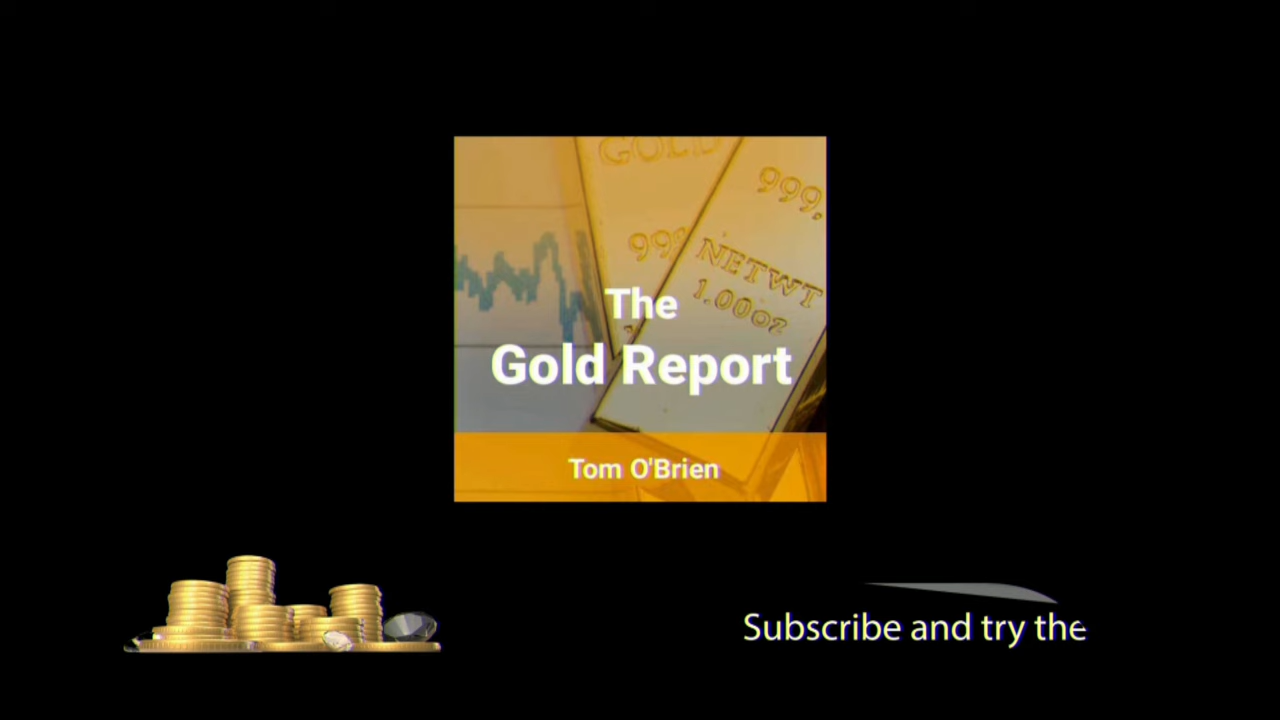 GOLD
999.
999
NETWT
1.00oz
The
Gold Report
Tom O'Brien
Subscribe and try the